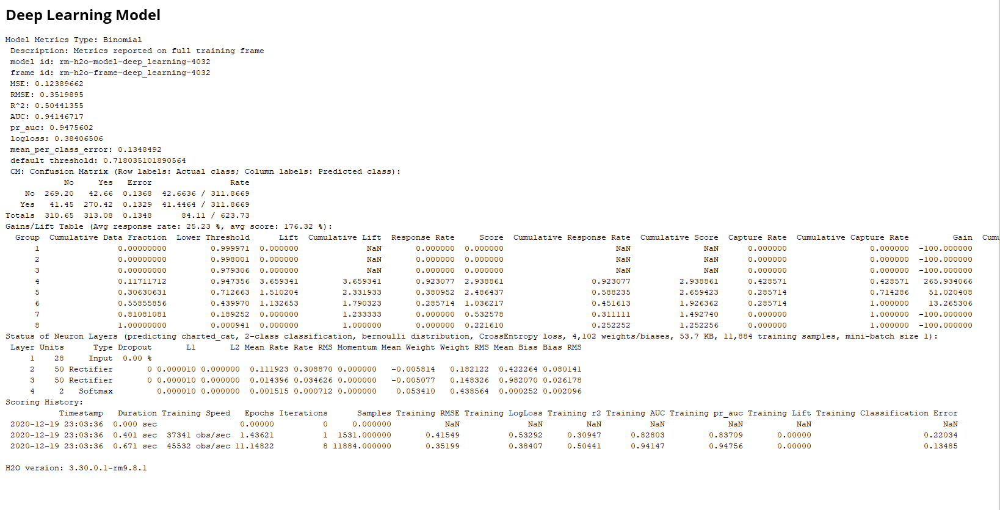 Deep Learning Model
Model Metrics Type: Binomial
Description: Metrics reported on full training frame
model id: rm-h2o-model-deep_learning-4032
frame id: rm-h2o-frame-deep_learning-4032
MSE: 0.12389662
RMSE: 0.3519895
R^2: 0.50441355
AUC: 0.94146717
pr_auc: 0.9475602
logloss: 0.38406506
mean_per_class_error: 0.1348492
default threshold: 0.718035101890564
CM: Confusion Matrix (Row labels: Actual class; Column labels: Predicted class):
No Yes Error Rate
No 269.20 42.66 0.1368 42.6636 / 311.8669
Yes 41.45 270.42 0.1329 41.4464 / 311.8669
Totals 310.65 313.08 0.1348 84.11 / 623.73
Gains/Lift Table (Avg response rate: 25.23 %, avg score: 176.32 %):
Group Cumulative Data Fraction Lower Threshold Lift Cumulative Lift Response Rate Score Cumulative Response Rate Cumulative Score Capture Rate Cumulative Capture Rate Gain Cumu
1 0.00000000 0.999971 0.000000 NaN 0.000000 0.000000 NaN NaN 0.000000 0.000000 -100.000000
2 0.00000000 0.998001 0.000000 NaN 0.000000 0.000000 NaN NaN 0.000000 0.000000 -100.000000
3 0.00000000 0.979306 0.000000 NaN 0.000000 0.000000 NaN NaN 0.000000 0.000000 -100.000000
4 0.11711712 0.947356 3.659341 3.659341 0.923077 2.938861 0.923077 2.938861 0.428571 0.428571 265.934066
5 0.30630631 0.712663 1.510204 2.331933 0.380952 2.486437 0.588235 2.659423 0.285714 0.714286 51.020408
6 0.55855856 0.439970 1.132653 1.790323 0.285714 1.036217 0.451613 1.926362 0.285714 1.000000 13.265306
7 0.81081081 0.189252 0.000000 1.233333 0.000000 0.532578 0.311111 1.492740 0.000000 1.000000 -100.000000
8 1.00000000 0.000941 0.000000 1.000000 0.000000 0.221610 0.252252 1.252256 0.000000 1.000000 -100.000000
Status of Neuron Layers (predicting charted_cat, 2-class classification, bernoulli distribution, CrossEntropy loss, 4,102 weights/biases, 53.7 KB, 11,884 training samples, mini-batch size 1):
Layer Units Type Dropout L1 L2 Mean Rate Rate RMS Momentum Mean Weight Weight RMS Mean Bias Bias RMS
1 28 Input 0.00 %
2 50 Rectifier 0 0.000010 0.000000 0.111923 0.308870 0.000000 -0.005814 0.182122 0.422264 0.080141
3 50 Rectifier 0 0.000010 0.000000 0.014396 0.034626 0.000000 -0.005077 0.148326 0.982070 0.026178
4 2 Softmax 0.000010 0.000000 0.001515 0.000712 0.000000 0.053410 0.438564 0.000252 0.002096
Scoring History:
Timestamp Duration Training Speed Epochs Iterations Samples Training RMSE Training LogLoss Training r2 Training AUC Training pr_auc Training Lift Training Classification Error
2020-12-19 23:03:36 0.000 sec 0.00000 0 0.000000 NaN NaN NaN NaN NaN NaN NaN
2020-12-19 23:03:36 0.401 sec 37341 obs/sec 1.43621 1 1531.000000 0.41549 0.53292 0.30947 0.82803 0.83709 0.00000 0.22034
2020-12-19 23:03:36 0.671 sec 45532 obs/sec 11.14822 8 11884.000000 0.35199 0.38407 0.50441 0.94147 0.94756 0.00000 0.13485
H2O version: 3.30.0.1-rm9.8.1